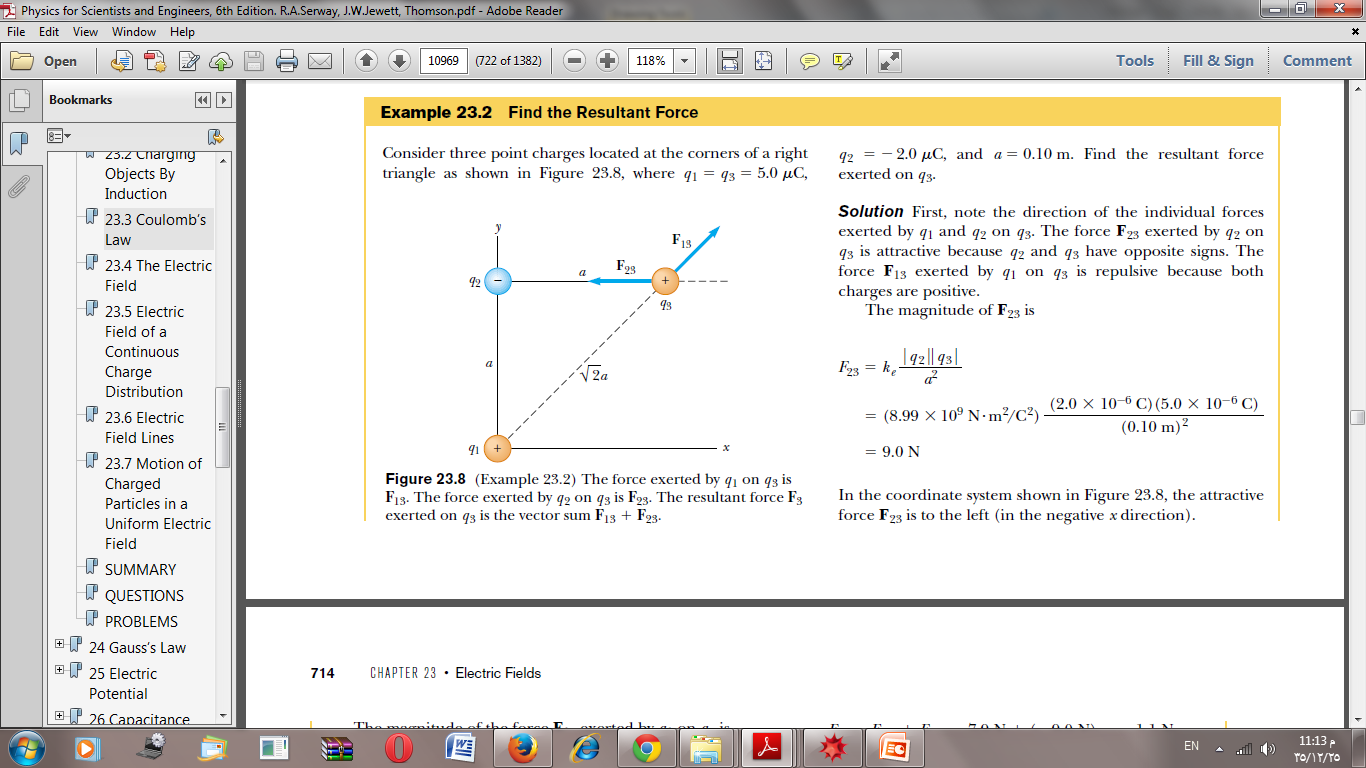 Physics for Scientists and Engineers, 6th Edition. R.A.Serway, J.W.Jewett, Thomson.pdf - Adobe Reader
File Edit View Window Help
Open 10969 (722 of 1382) 118% Tools Fill & Sign Comment
Bookmarks
23.2 Charging
Objects By
Induction
23.3 Coulomb's
Law
23.4 The Electric
Field
23.5 Electric
Field of a
Continuous
Charge
Distribution
23.6 Electric
Field Lines
23.7 Motion of
Charged
Particles in a
Uniform Electric
Field
SUMMARY
QUESTIONS
PROBLEMS
24 Gauss's Law
25 Electric
Potential
26 Capacitance
Example 23.2 Find the Resultant Force
Consider three point charges located at the corners of a right
triangle as shown in Figure 23.8, where q₁ = q₃ = 5.0 μC,
y
F₁₃
F₂₃
a
q₂
−
+
q₃
a
√2a
q₁
+
x
Figure 23.8 (Example 23.2) The force exerted by q₁ on q₃ is
F₁₃. The force exerted by q₂ on q₃ is F₂₃. The resultant force F₃
exerted on q₃ is the vector sum F₁₃ + F₂₃.
q₂ = − 2.0 μC, and a = 0.10 m. Find the resultant force
exerted on q₃.
Solution First, note the direction of the individual forces
exerted by q₁ and q₂ on q₃. The force F₂₃ exerted by q₂ on
q₃ is attractive because q₂ and q₃ have opposite signs. The
force F₁₃ exerted by q₁ on q₃ is repulsive because both
charges are positive.
The magnitude of F₂₃ is
F₂₃ = kₑ |q₂||q₃| / a²
= (8.99 × 10⁹ N·m²/C²) (2.0 × 10⁻⁶ C)(5.0 × 10⁻⁶ C) / (0.10 m)²
= 9.0 N
In the coordinate system shown in Figure 23.8, the attractive
force F₂₃ is to the left (in the negative x direction).
714 CHAPTER 23 • Electric Fields
The magnitude of the force F exerted by q on q is
EN
11:13 م
٣٥/١٢/٢٥